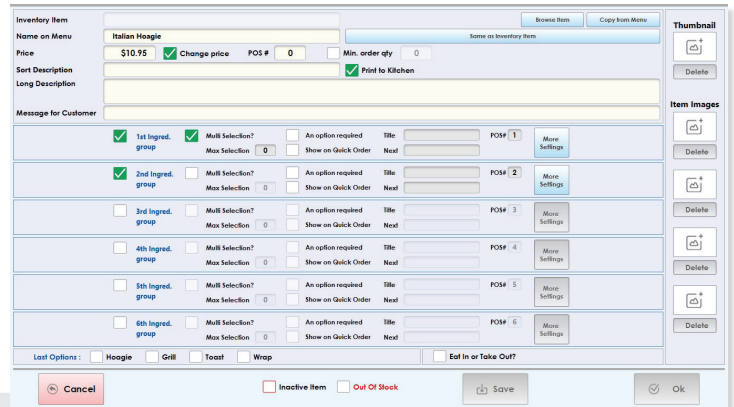 Inventory Item Browse Item Copy from Menu Thumbnail
Name on Menu Italian Hoagie Same as Inventory Item
Price $10.95 Change price POS # 0 Min. order qty 0
Sort Description Print to Kitchen Delete
Long Description
Item Images
Message for Customer
1st Ingred. group Multi Selection? An option required Title POS# 1 More Settings
Max Selection 0 Show on Quick Order Next Delete
2nd Ingred. group Multi Selection? An option required Title POS# 2 More Settings
Max Selection 0 Show on Quick Order Next
3rd Ingred. group Multi Selection? An option required Title POS# 3 More Settings Delete
Max Selection 0 Show on Quick Order Next
4th Ingred. group Multi Selection? An option required Title POS# 4 More Settings
Max Selection 0 Show on Quick Order Next Delete
5th Ingred. group Multi Selection? An option required Title POS# 5 More Settings
Max Selection 0 Show on Quick Order Next
6th Ingred. group Multi Selection? An option required Title POS# 6 More Settings Delete
Max Selection 0 Show on Quick Order Next
Last Options : Hoagie Grill Toast Wrap Eat In or Take Out?
Cancel Inactive Item Out Of Stock Save Ok